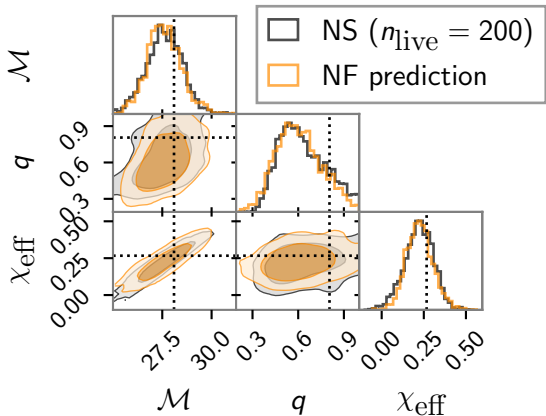 NS (n_live = 200)
NF prediction
ℳ
q
0.9
0.6
0.3
χ_eff
0.50
0.25
0.00
27.5 30.0 0.3 0.6 0.9 0.00 0.25 0.50
ℳ q χ_eff